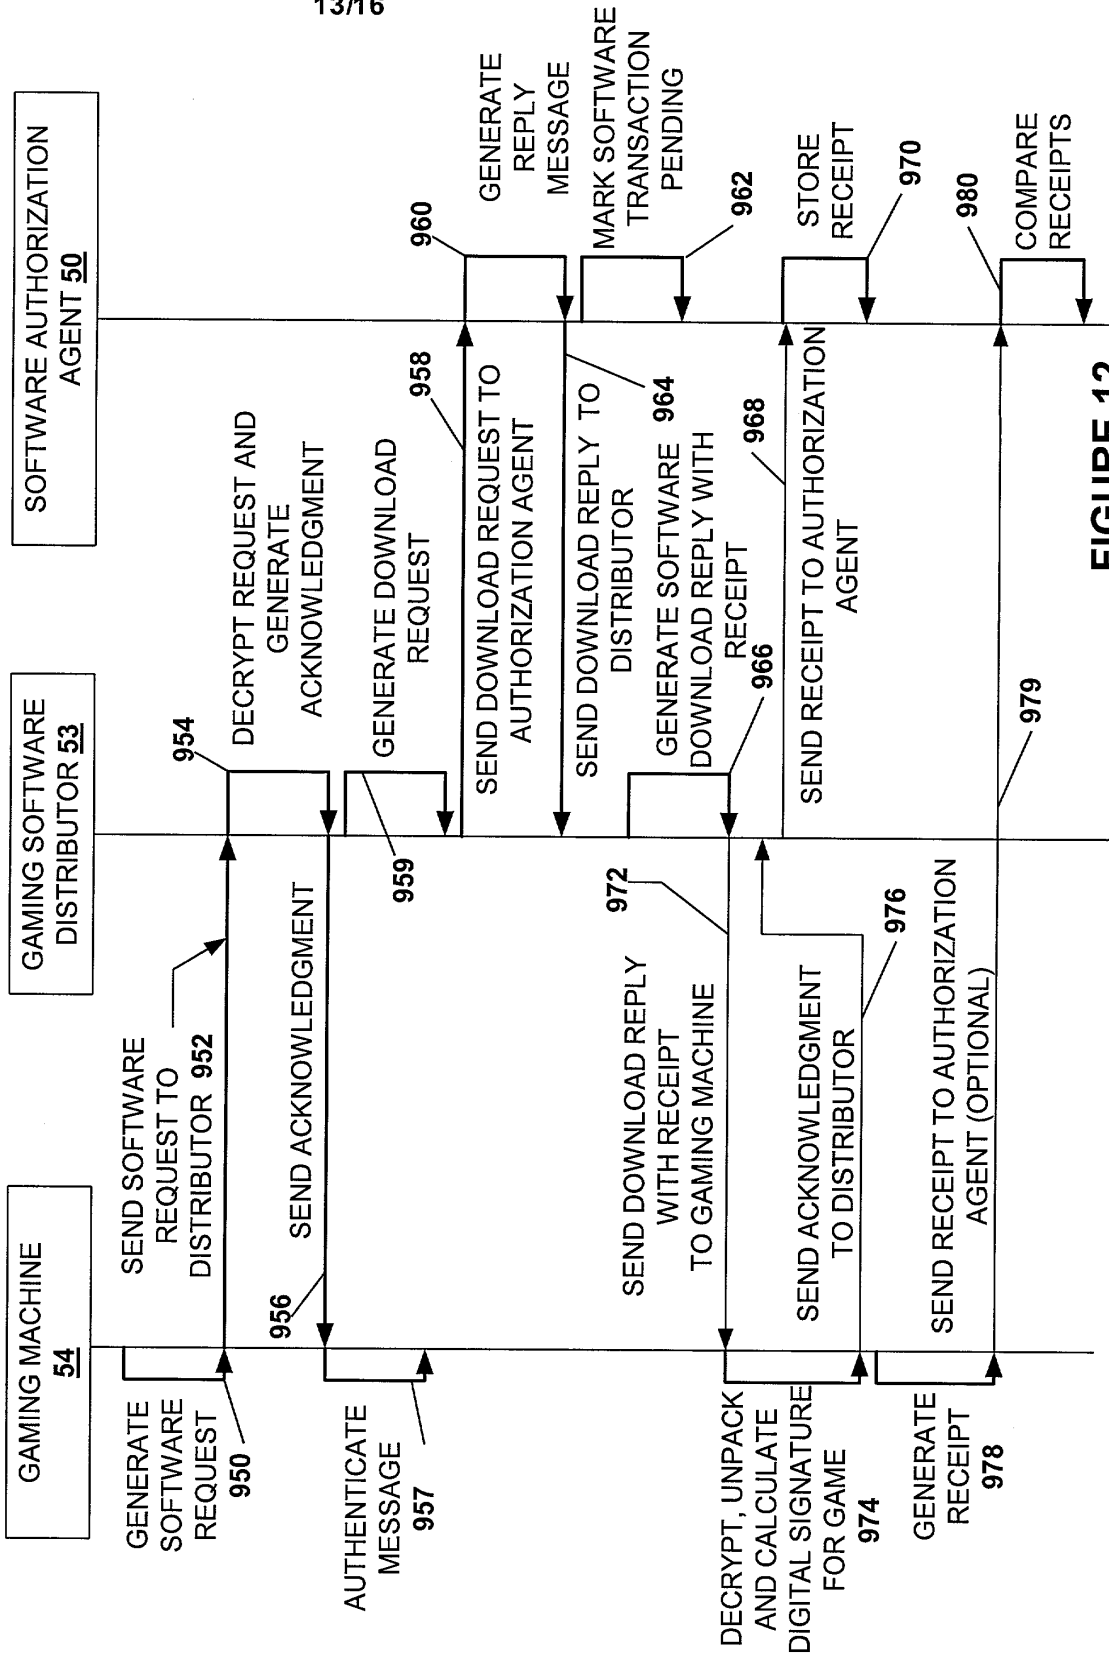 13/16
GAMING MACHINE
54
GAMING SOFTWARE
DISTRIBUTOR 53
SOFTWARE AUTHORIZATION
AGENT 50
GENERATE
SOFTWARE
REQUEST
950
SEND SOFTWARE
REQUEST TO
DISTRIBUTOR 952
954
DECRYPT REQUEST AND
GENERATE
ACKNOWLEDGMENT
SEND ACKNOWLEDGMENT
956
AUTHENTICATE
MESSAGE
957
GENERATE DOWNLOAD
REQUEST
959
958
SEND DOWNLOAD REQUEST TO
AUTHORIZATION AGENT
960
GENERATE
REPLY
MESSAGE
MARK SOFTWARE
TRANSACTION
PENDING
962
964
SEND DOWNLOAD REPLY TO
DISTRIBUTOR
GENERATE SOFTWARE
DOWNLOAD REPLY WITH
RECEIPT
966
968
SEND RECEIPT TO AUTHORIZATION
AGENT
STORE
RECEIPT
970
972
SEND DOWNLOAD REPLY
WITH RECEIPT
TO GAMING MACHINE
DECRYPT, UNPACK
AND CALCULATE
DIGITAL SIGNATURE
FOR GAME
974
SEND ACKNOWLEDGMENT
TO DISTRIBUTOR
976
GENERATE
RECEIPT
978
SEND RECEIPT TO AUTHORIZATION
AGENT (OPTIONAL)
979
980
COMPARE
RECEIPTS
FIGURE 12